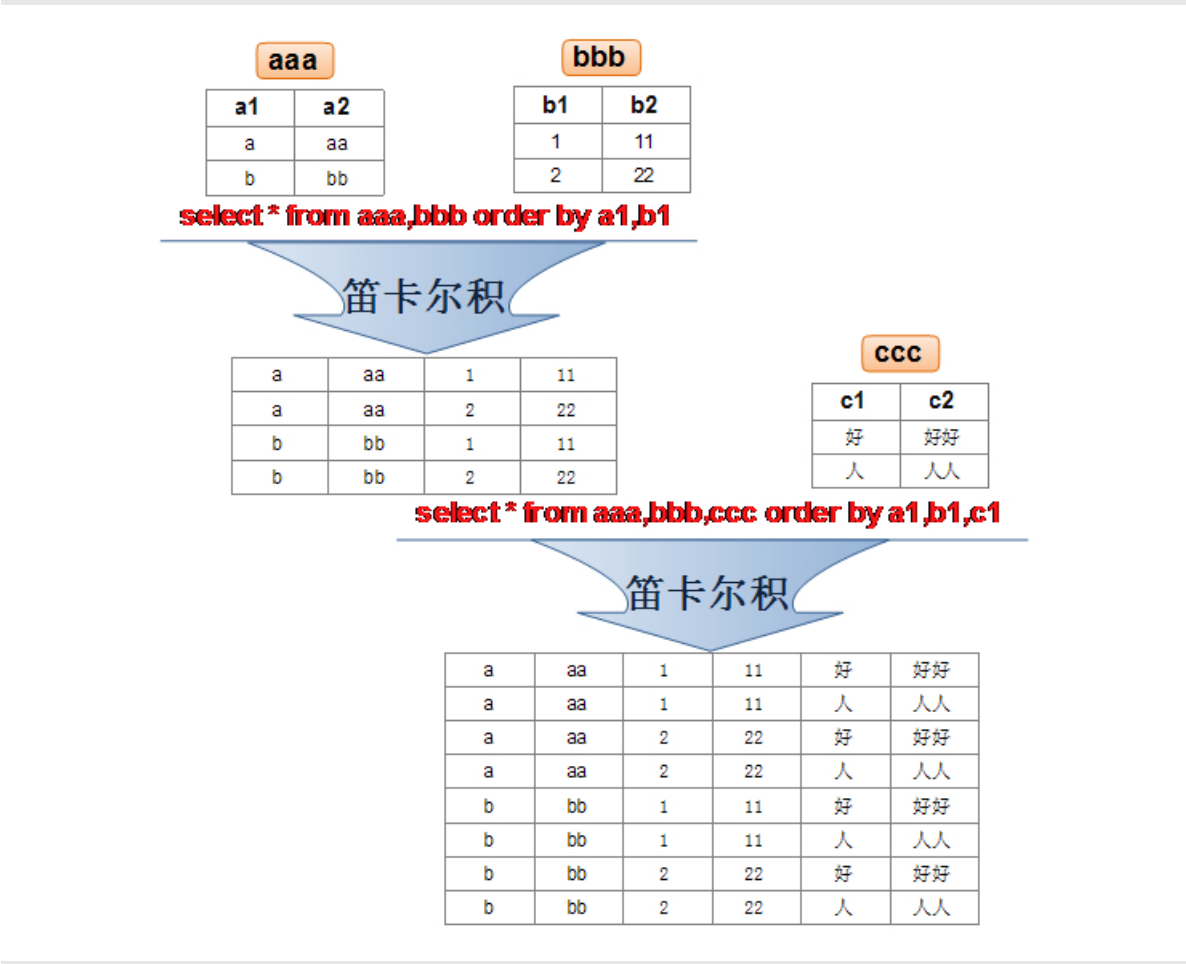 aaa
bbb
a1 a2
b1 b2
a aa
1 11
b bb
2 22
select * from aaa,bbb order by a1,b1
笛卡尔积
a aa 1 11
a aa 2 22
b bb 1 11
b bb 2 22
ccc
c1 c2
好 好好
人 人人
select * from aaa,bbb,ccc order by a1,b1,c1
笛卡尔积
a aa 1 11 好 好好
a aa 1 11 人 人人
a aa 2 22 好 好好
a aa 2 22 人 人人
b bb 1 11 好 好好
b bb 1 11 人 人人
b bb 2 22 好 好好
b bb 2 22 人 人人